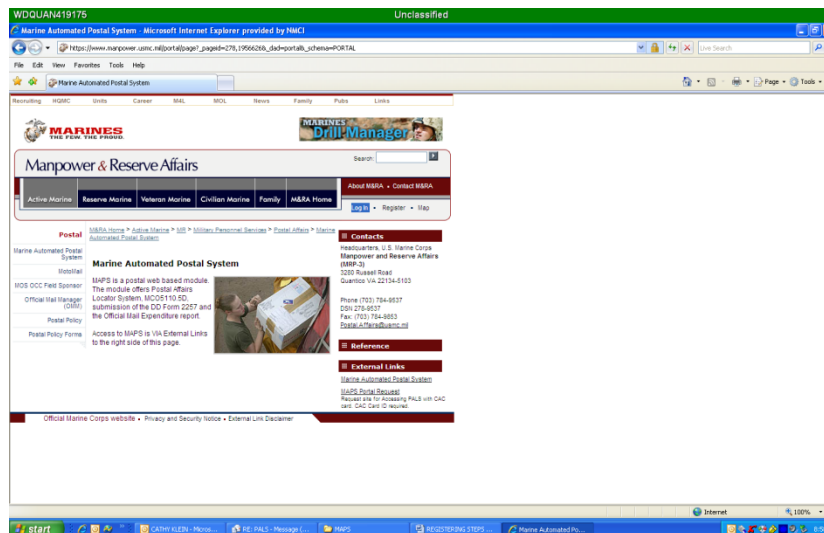 WDQUAN419175 Unclassified
Marine Automated Postal System - Microsoft Internet Explorer provided by NMCI
https://www.manpower.usmc.mil/portal/page?_pageid=278,1956626&_dad=portal&_schema=PORTAL
Live Search
File Edit View Favorites Tools Help
Marine Automated Postal System
Page Tools
Recruiting HQMC Units Career M4L MOL News Family Pubs Links
MARINES
THE FEW. THE PROUD.
MARINES
Drill Manager
Manpower & Reserve Affairs
Search:
About M&RA • Contact M&RA
Active Marine Reserve Marine Veteran Marine Civilian Marine Family M&RA Home
Log In • Register • Map
Postal
Marine Automated Postal
System
MotoMail
MOS OCC Field Sponsor
Official Mail Manager
(OMM)
Postal Policy
Postal Policy Forms
M&RA Home > Active Marine > MR > Military Personnel Services > Postal Affairs > Marine
Automated Postal System
Marine Automated Postal System
MAPS is a postal web based module.
The module offers Postal Affairs
Locator System, MCO5110.5D,
submission of the DD Form 2257 and
the Official Mail Expenditure report.
Access to MAPS is VIA External Links
to the right side of this page.
Contacts
Headquarters, U.S. Marine Corps
Manpower and Reserve Affairs
(MRP-3)
3280 Russell Road
Quantico VA 22134-5103
Phone (703) 784-9537
DSN 278-9537
Fax: (703) 784-9853
Postal.Affairs@usmc.mil
Reference
External Links
Marine Automated Postal System
MAPS Portal Request
Request site for Accessing PALS with CAC
card. CAC Card ID required.
Official Marine Corps website • Privacy and Security Notice • External Link Disclaimer
Internet 100%
start
CATHY KLEIN - Micros...
RE: PALS - Message (...
MAPS
REGISTERING STEPS ...
Marine Automated Po...